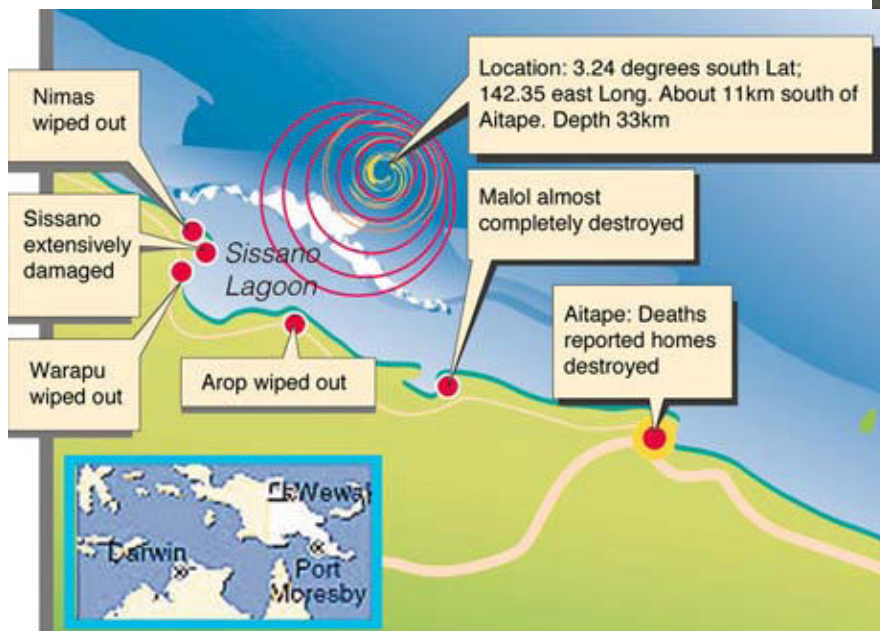 Location: 3.24 degrees south Lat;
142.35 east Long. About 11km south of
Aitape. Depth 33km
Nimas
wiped out
Sissano
extensively
damaged
Sissano
Lagoon
Malol almost
completely destroyed
Warapu
wiped out
Arop wiped out
Aitape: Deaths
reported homes
destroyed
Darwin
Port
Moresby